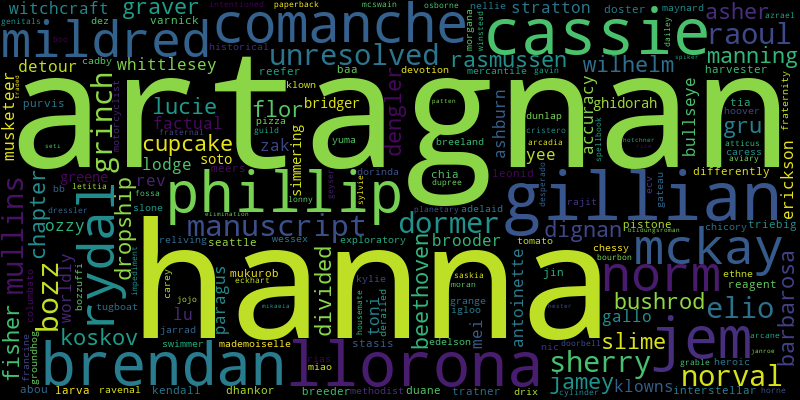 witchcraft
graver
dez
varnick
intentioned
paperback
mcswain
osborne
nellie
stratton
doster
maynard
azrael
asher
raoul
mildred
comanche
cassie
historical
morgana
winstead
dailey
spiker
manning
detour
cadby
whittlesey
unresolved
rasmussen
wilhelm
reefer
klown
baa
devotion
mercantile
gavin
harvester
musketeer
purvis
grinch
motorcyclist
lucie
factual
fraternal
flor
pizza
guild
bridger
yuma
dengler
patten
dunlap
arcadia
cristero
ashburn
accuracy
spellbook
ghidorah
hotchner
bullseye
tia
hoover
atticus
caress
aviary
fraternity
artagnan
traded
seti
cupcake
soto
zak
simmering
breeland
yee
differently
greene
letitia
bb
dressler
rev
lodge
meers
fossa
slone
lonny
geyser
sylvie
dorinda
chia
dupree
leonid
desperado
ecv
gateau
rajit
erickson
mullins
chapter
ozzy
rydal
dropship
phillip
elimination
planetary
adelaid
gillian
manuscript
dormer
dignan
pistone
bildungsroman
chicory
triebig
worldly
bozz
bozzuffi
reliving
seattle
wessex
exploratory
brooder
tomato
chessy
bourbon
mckay
barbarosa
impediment
tugboat
mukurob
eckhart
carey
paragus
divided
beethoven
saskia
moran
antoinette
jin
norm
ethne
reagent
hanna
fisher
columbato
groundhog
francine
koskov
lu
jojo
mikaela
kylie
housemate
toni
derailed
grange
igloo
mei
hester
gallo
bushrod
elio
arcane
janroe
jarrad
swimmer
mademoiselle
stasis
edelson
nic
doorbell
slime
jem
grable
heroic
brendan
llorona
miao
sherry
norval
abou
larva
ravenal
kendall
dhankor
breeder
methodist
duane
tratner
drix
jamey
cylinder
klowns
interstellar
horne
gru
genitals